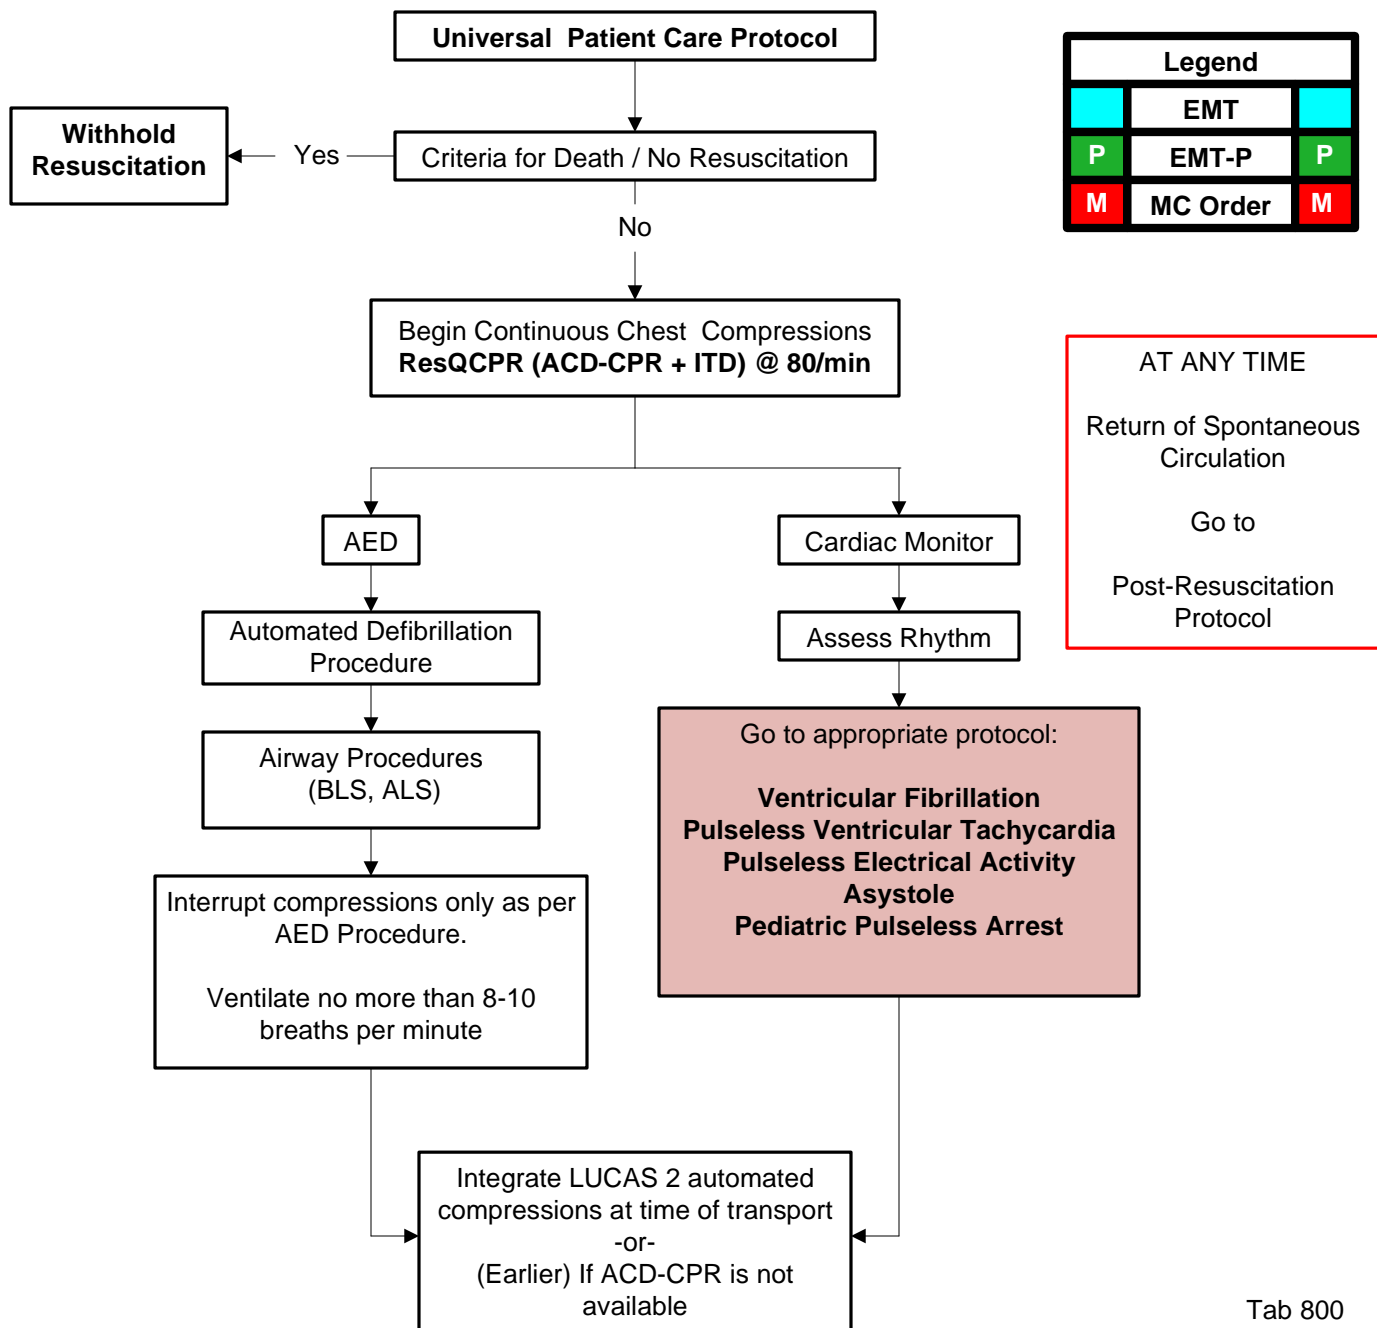 Universal Patient Care Protocol
Legend
EMT
P EMT-P P
M MC Order M
Withhold
Resuscitation
Yes
Criteria for Death / No Resuscitation
No
Begin Continuous Chest Compressions
ResQCPR (ACD-CPR + ITD) @ 80/min
AT ANY TIME
Return of Spontaneous
Circulation
Go to
Post-Resuscitation
Protocol
AED
Automated Defibrillation
Procedure
Airway Procedures
(BLS, ALS)
Interrupt compressions only as per
AED Procedure.
Ventilate no more than 8-10
breaths per minute
Cardiac Monitor
Assess Rhythm
Go to appropriate protocol:
Ventricular Fibrillation
Pulseless Ventricular Tachycardia
Pulseless Electrical Activity
Asystole
Pediatric Pulseless Arrest
Integrate LUCAS 2 automated
compressions at time of transport
-or-
(Earlier) If ACD-CPR is not
available
Tab 800